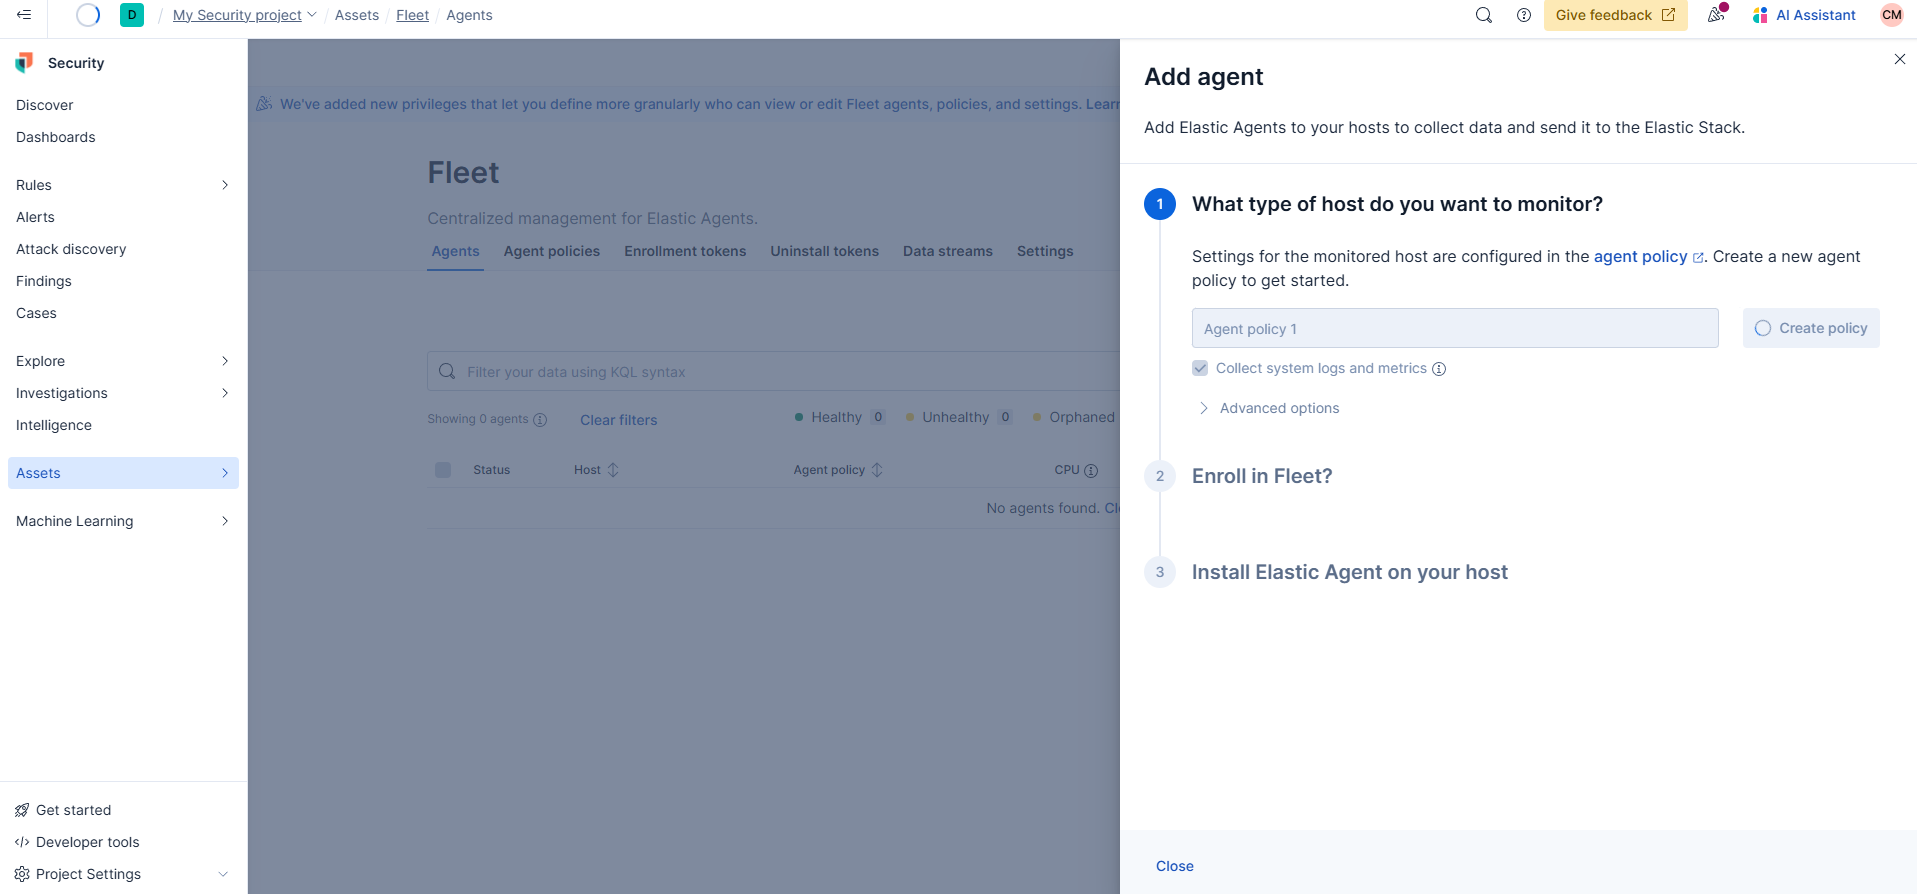 D / My Security project / Assets / Fleet / Agents
Give feedback
AI Assistant
CM
Security
Discover
Dashboards
Rules
Alerts
Attack discovery
Findings
Cases
Explore
Investigations
Intelligence
Assets
Machine Learning
Get started
Developer tools
Project Settings
We've added new privileges that let you define more granularly who can view or edit Fleet agents, policies, and settings. Learn
Fleet
Centralized management for Elastic Agents.
Agents Agent policies Enrollment tokens Uninstall tokens Data streams Settings
Filter your data using KQL syntax
Showing 0 agents Clear filters Healthy 0 Unhealthy 0 Orphaned
Status Host Agent policy CPU
No agents found.
Add agent
Add Elastic Agents to your hosts to collect data and send it to the Elastic Stack.
1 What type of host do you want to monitor?
Settings for the monitored host are configured in the agent policy. Create a new agent
policy to get started.
Agent policy 1 Create policy
Collect system logs and metrics
Advanced options
2 Enroll in Fleet?
3 Install Elastic Agent on your host
Close